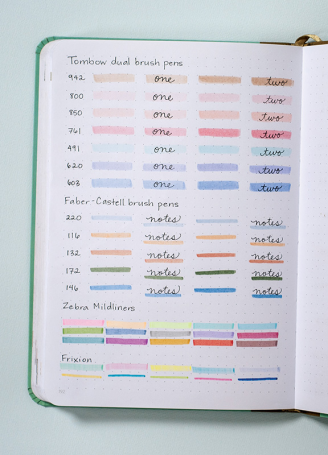 Tombow dual brush pens
942 one two
800 one two
850 one two
761 one two
491 one two
620 one two
603 one two
Faber-Castell brush pens
220 notes notes
116 notes notes
132 notes notes
172 notes notes
146 notes notes
Zebra Mildliners
Frixion